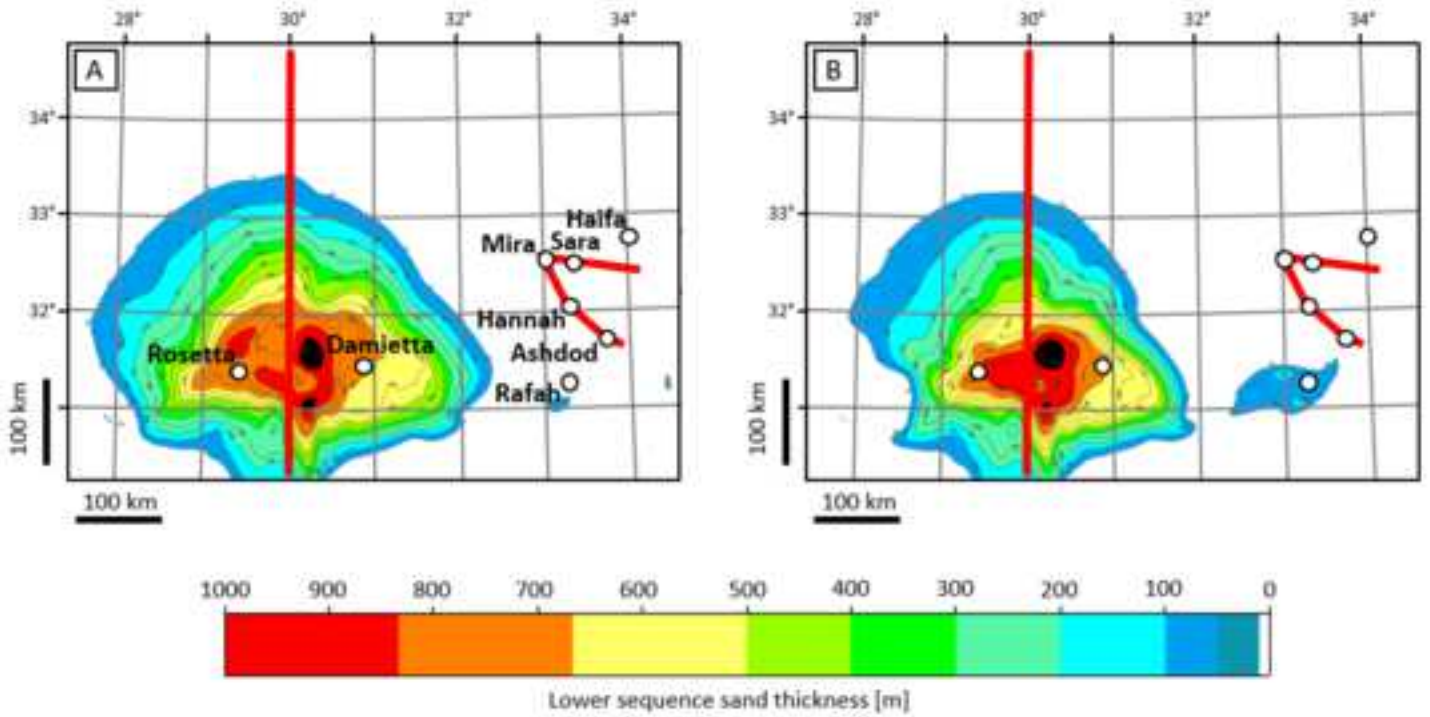 28° 30° 32° 34° 28° 30° 32° 34°
A B
34° 34°
33° 33°
Haifa
Mira Sara
32° 32°
Hannah
Rosetta Damietta Ashdod
Rafah
100 km 100 km
100 km 100 km
1000 900 800 700 600 500 400 300 200 100 0
Lower sequence sand thickness [m]